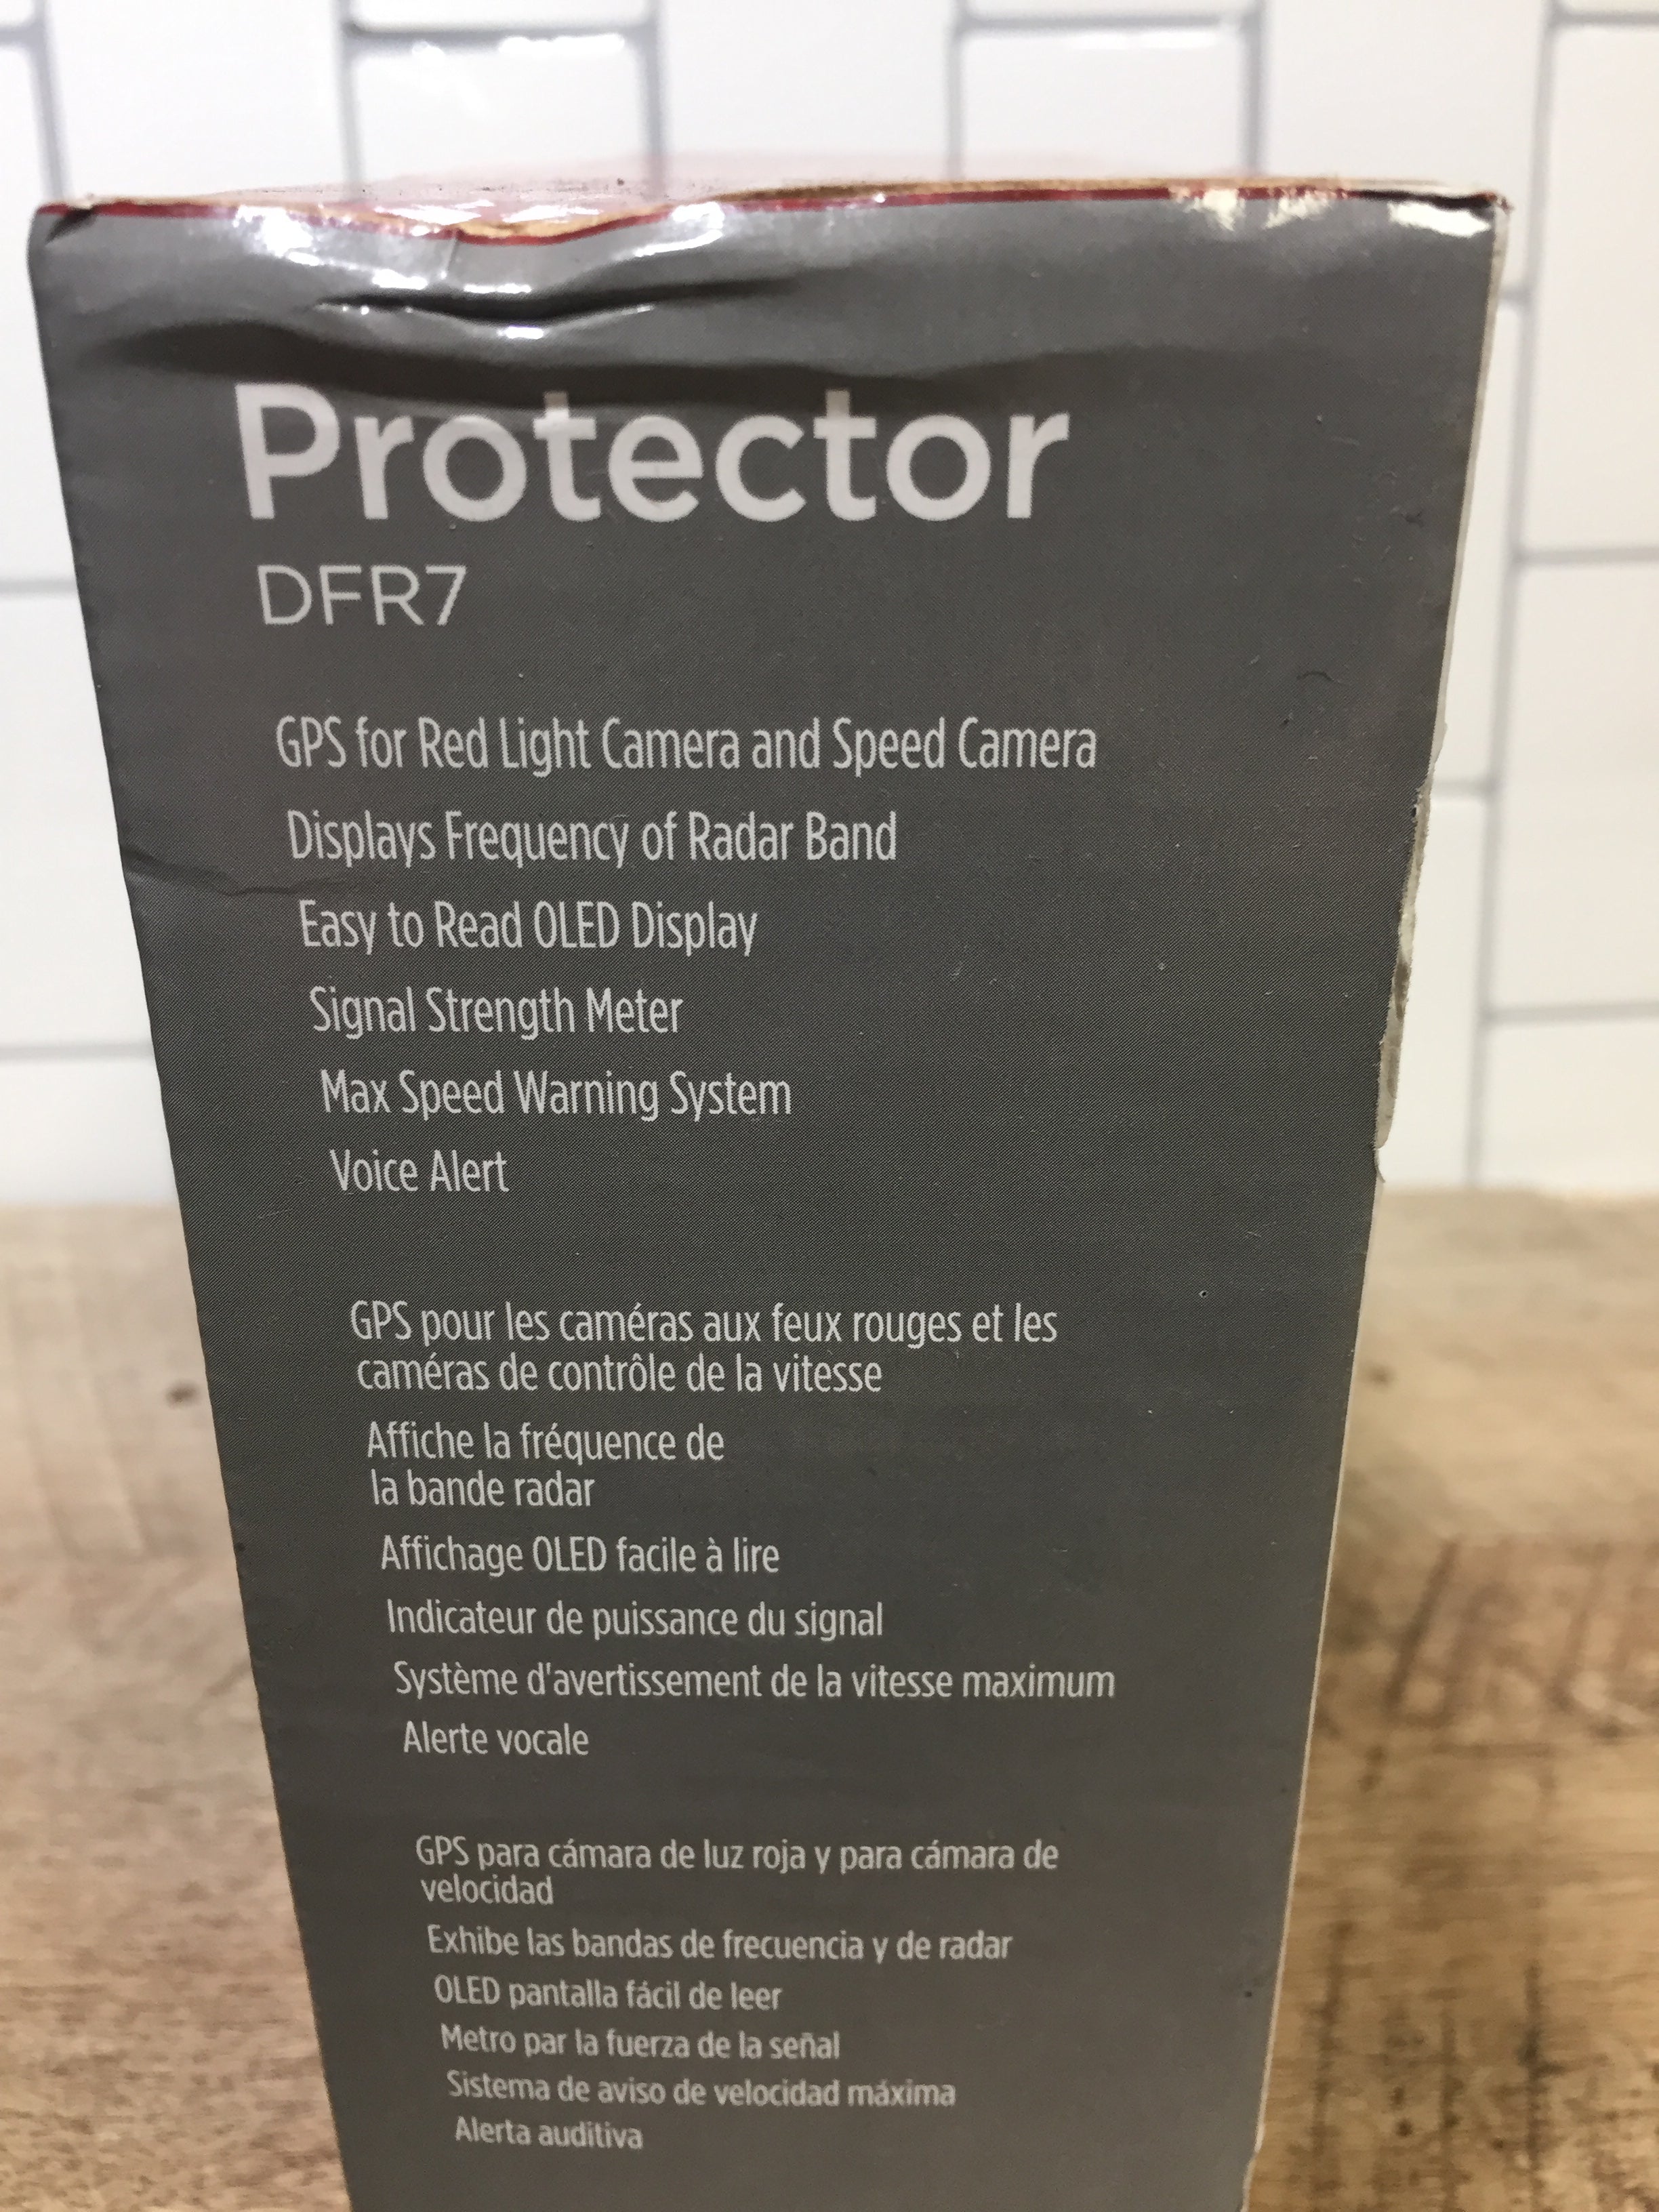 Protector
DFR7
GPS for Red Light Camera and Speed Camera
Displays Frequency of Radar Band
Easy to Read OLED Display
Signal Strength Meter
Max Speed Warning System
Voice Alert
GPS pour les caméras aux feux rouges et les
caméras de contrôle de la vitesse
Affiche la fréquence de
la bande radar
Affichage OLED facile à lire
Indicateur de puissance du signal
Système d'avertissement de la vitesse maximum
Alerte vocale
GPS para cámara de luz roja y para cámara de
velocidad
Exhibe las bandas de frecuencia y de radar
OLED pantalla fácil de leer
Metro par la fuerza de la señal
Sistema de aviso de velocidad máxima
Alerta auditiva